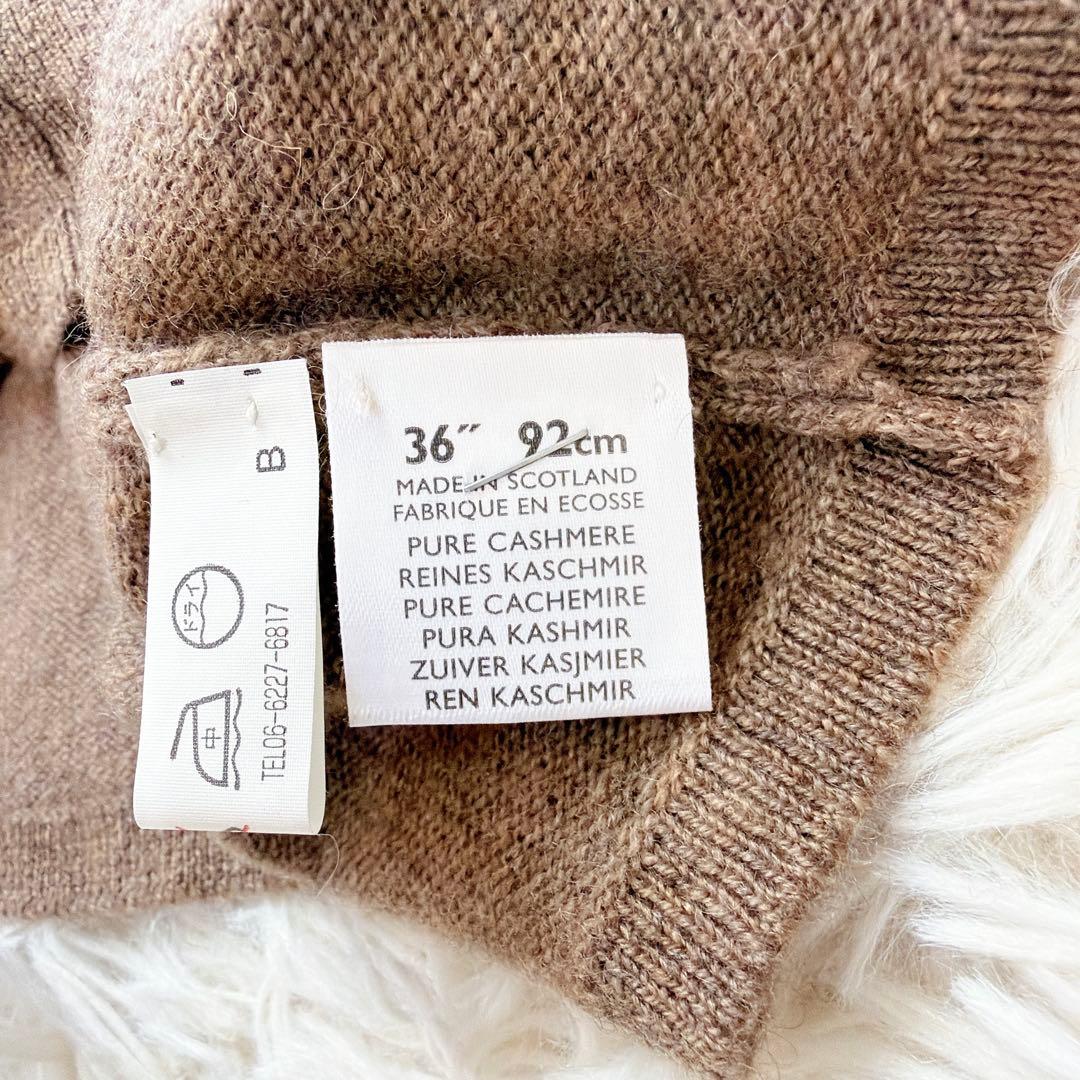 B
ドライ
中
TEL06-6227-6817
36″ 92cm
MADE IN SCOTLAND
FABRIQUE EN ECOSSE
PURE CASHMERE
REINES KASCHMIR
PURE CACHEMIRE
PURA KASHMIR
ZUIVER KASJMIER
REN KASCHMIR